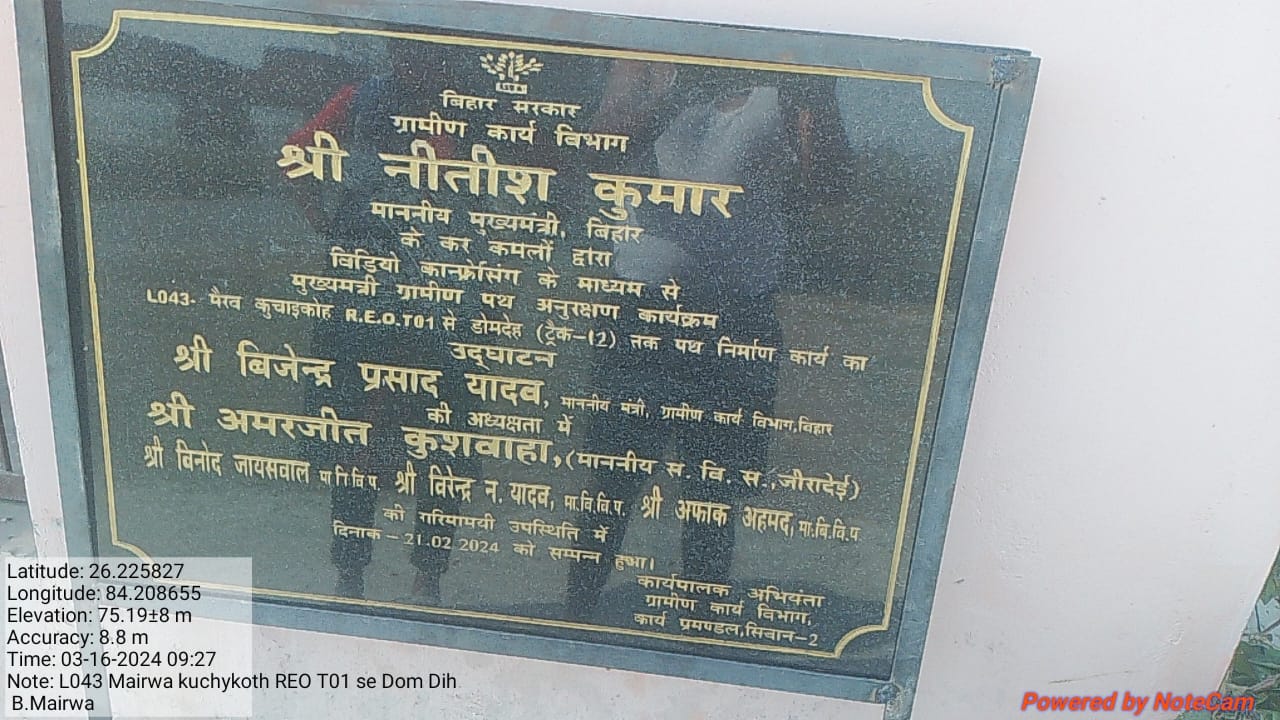 बिहार सरकार
ग्रामीण कार्य विभाग
श्री नीतीश कुमार
माननीय मुख्यमंत्री, बिहार
के कर कमलों द्वारा
विडियो कान्फ्रेसिंग के माध्यम से
मुख्यमंत्री ग्रामीण पथ अनुरक्षण कार्यक्रम
L043- मैरव कुचाइकोह R.E.O.T01 से डोमदेह (ट्रैक-12) तक पथ निर्माण कार्य का
उद्घाटन
श्री बिजेन्द्र प्रसाद यादव, माननीय मंत्री, ग्रामीण कार्य विभाग,बिहार
की अध्यक्षता में
श्री अमरजीत कुशवाहा,(माननीय स. वि. स.,जीरादेई)
श्री विनोद जायसवाल श्री विरेन्द्र न. यादव, मा.वि.वि.प. श्री अफाक अहमद, मा.बि.वि.प
की गरिमामयी उपस्थिति में
दिनाक - 21.02 2024 को सम्पन्न हुआ।
कार्यपालक अभियंता
ग्रामीण कार्य विभाग,
कार्य प्रमण्डल,सिवान-2
Latitude: 26.225827
Longitude: 84.208655
Elevation: 75.19±8 m
Accuracy: 8.8 m
Time: 03-16-2024 09:27
Note: L043 Mairwa kuchykoth REO T01 se Dom Dih
B.Mairwa
Powered by NoteCam